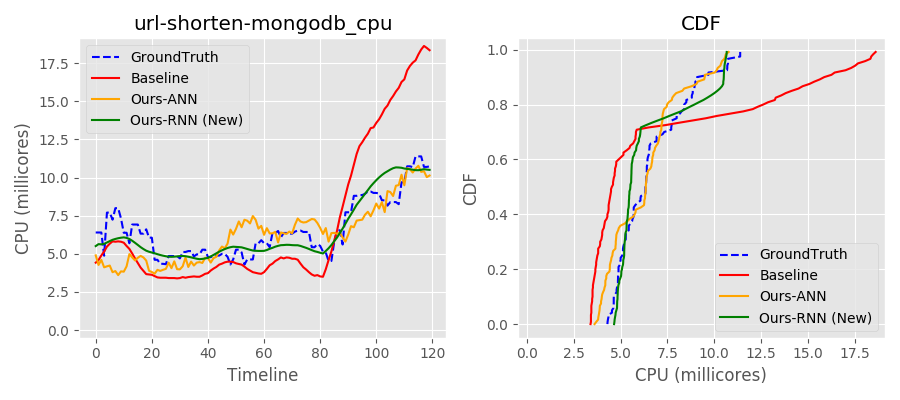 url-shorten-mongodb_cpu
GroundTruth
Baseline
Ours-ANN
Ours-RNN (New)
17.5
15.0
12.5
10.0
7.5
5.0
2.5
0.0
CPU (millicores)
0
20
40
60
80
100
120
Timeline
CDF
1.0
0.8
0.6
0.4
0.2
0.0
CDF
GroundTruth
Baseline
Ours-ANN
Ours-RNN (New)
0.0
2.5
5.0
7.5
10.0
12.5
15.0
17.5
CPU (millicores)